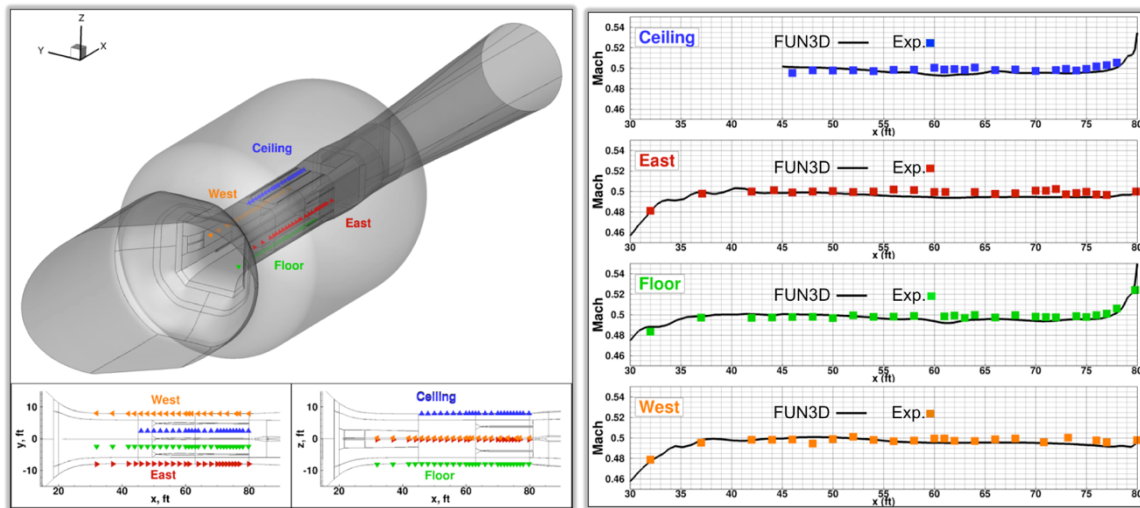 Z
Y
X
Ceiling
West
East
Floor
West
East
y, ft
10
0
-10
20
40
60
80
x, ft
Ceiling
Floor
z, ft
10
0
-10
20
40
60
80
x, ft
Ceiling
FUN3D
Exp.
Mach
0.54
0.52
0.5
0.48
0.46
30 35 40 45 50 55 60 65 70 75 80
x (ft)
East
FUN3D
Exp.
Mach
0.54
0.52
0.5
0.48
0.46
30 35 40 45 50 55 60 65 70 75 80
x (ft)
Floor
FUN3D
Exp.
Mach
0.54
0.52
0.5
0.48
0.46
30 35 40 45 50 55 60 65 70 75 80
x (ft)
West
FUN3D
Exp.
Mach
0.54
0.52
0.5
0.48
0.46
30 35 40 45 50 55 60 65 70 75 80
x (ft)